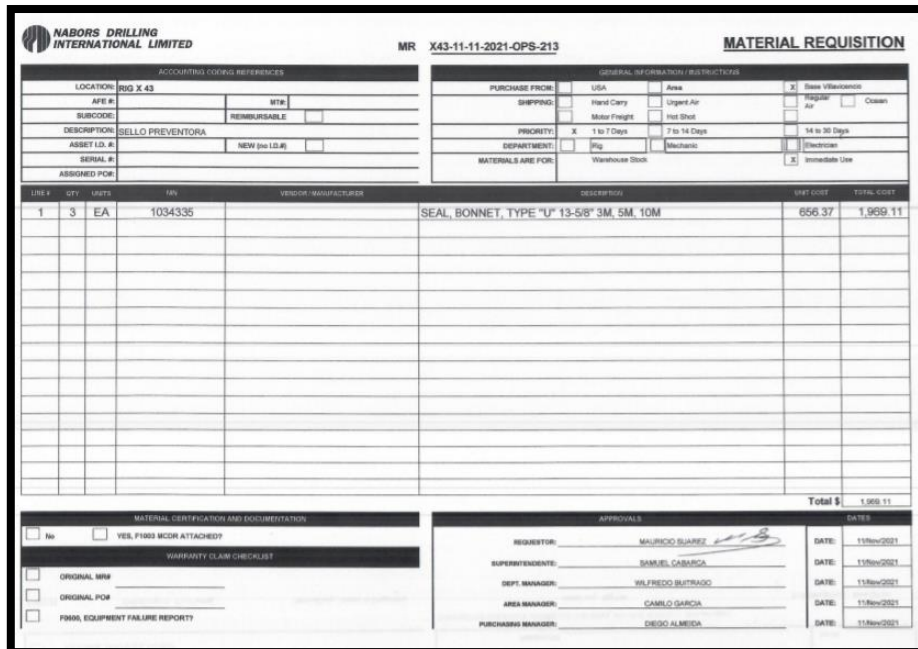 NABORS DRILLING
INTERNATIONAL LIMITED
MR X43-11-11-2021-OPS-213
MATERIAL REQUISITION
ACCOUNTING CODING REFERENCES
LOCATION: RIG X 43
AFE #: MT#:
SUBCODE: REIMBURSABLE
DESCRIPTION: SELLO PREVENTORA
ASSET I.D. #: NEW (no I.D.#)
SERIAL #:
ASSIGNED PO#:
GENERAL INFORMATION / INSTRUCTIONS
PURCHASE FROM: USA Area X Base Villavicencio
SHIPPING: Hand Carry Urgent Air Regular Air Ocean
Motor Freight Hot Shot
PRIORITY: X 1 to 7 Days 7 to 14 Days 14 to 30 Days
DEPARTMENT: Rig Mechanic Electrician
MATERIALS ARE FOR: Warehouse Stock X Immediate Use
LINE # QTY UNITS VENDOR / MANUFACTURER DESCRIPTION UNIT COST TOTAL COST
1 3 EA 1034335 SEAL, BONNET, TYPE "U" 13-5/8" 3M, 5M, 10M 656.37 1,969.11
Total $ 1,969.11
MATERIAL CERTIFICATION AND DOCUMENTATION
No YES, F1003 MCDR ATTACHED?
WARRANTY CLAIM CHECKLIST
ORIGINAL MR#
ORIGINAL PO#
EQUIPMENT FAILURE REPORT?
APPROVALS DATES
REQUESTOR: MAURICIO SUAREZ DATE: 11/Nov/2021
SUPERINTENDENTE: SAMUEL CABARCA DATE: 11/Nov/2021
DEPT. MANAGER: WILFREDO BUITRAGO DATE: 11/Nov/2021
AREA MANAGER: CAMILO GARCIA DATE: 11/Nov/2021
PURCHASING MANAGER: DIEGO ALMEIDA DATE: 11/Nov/2021